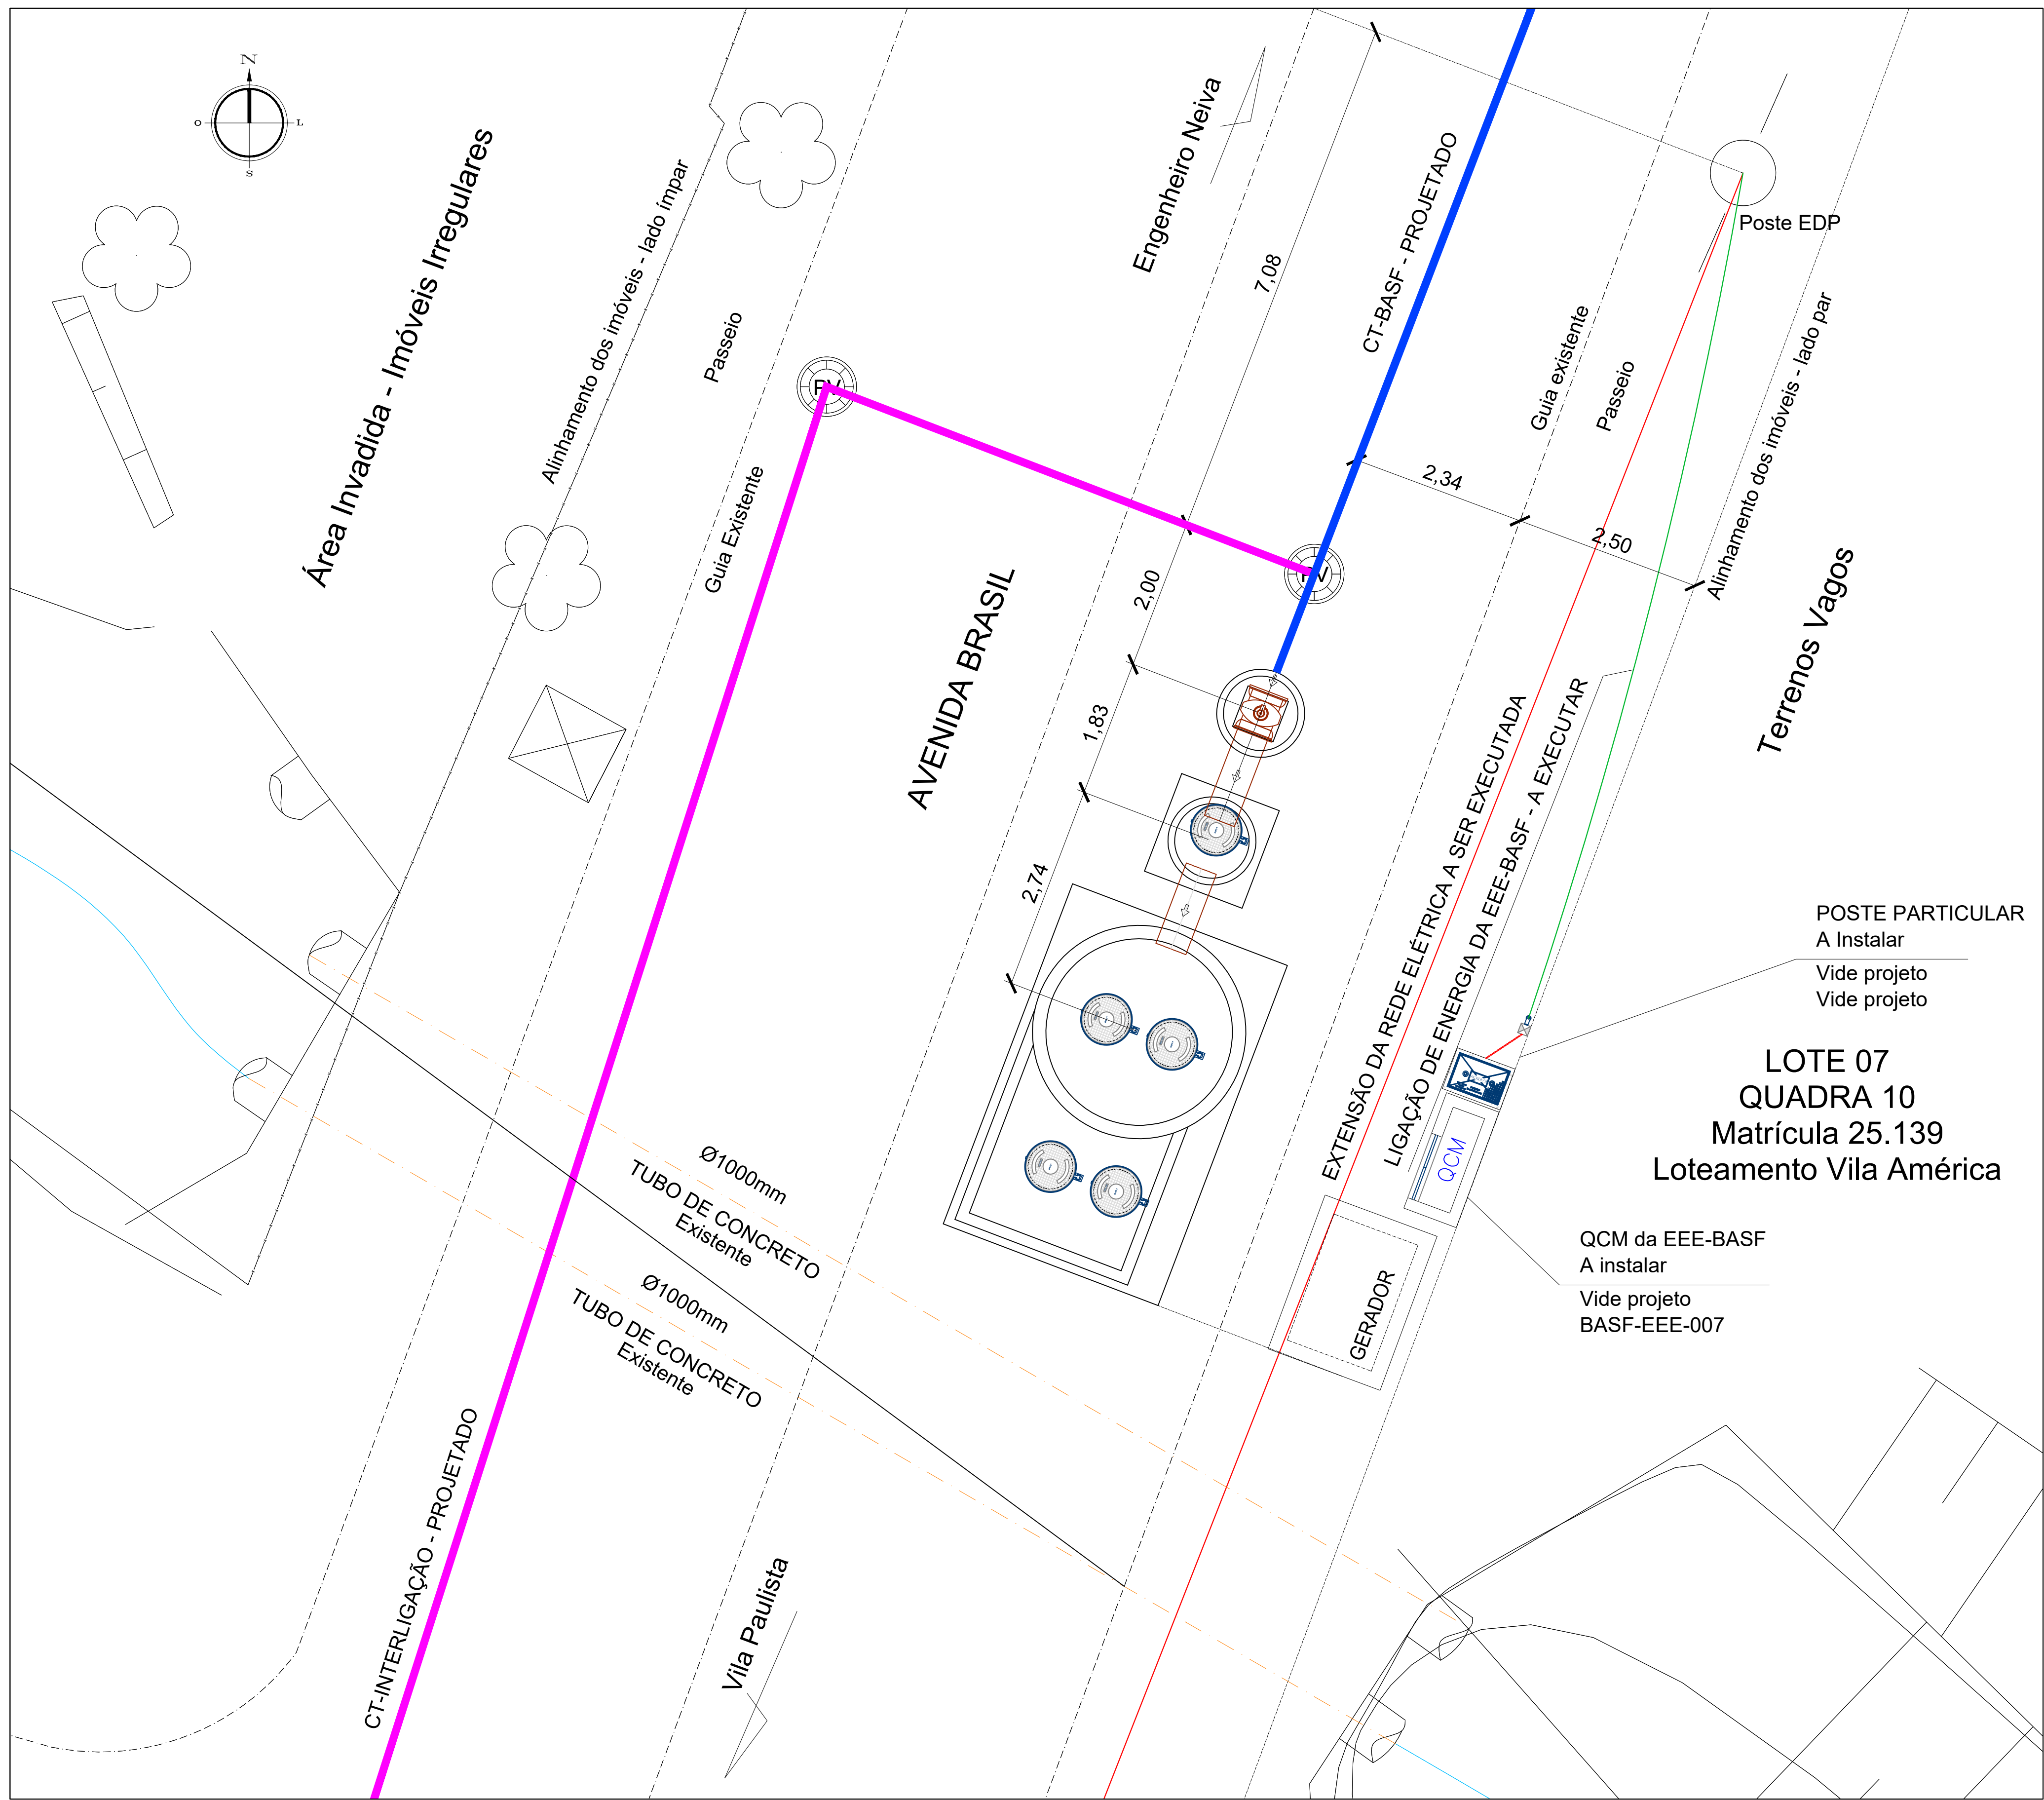 N
O
L
S
Área Invadida - Imóveis Irregulares
Alinhamento dos imóveis - lado ímpar
Passeio
Guia Existente
PV
Engenheiro Neiva
7,08
CT-BASF - PROJETADO
Poste EDP
Guia existente
Passeio
Alinhamento dos imóveis - lado par
2,34
2,50
PV
2,00
1,83
2,74
AVENIDA BRASIL
Terrenos Vagos
EXTENSÃO DA REDE ELÉTRICA A SER EXECUTADA
LIGAÇÃO DE ENERGIA DA EEE-BASF - A EXECUTAR
POSTE PARTICULAR
A Instalar
Vide projeto
Vide projeto
LOTE 07
QUADRA 10
Matrícula 25.139
Loteamento Vila América
QCM
QCM da EEE-BASF
A instalar
Vide projeto
BASF-EEE-007
GERADOR
Ø1000mm
TUBO DE CONCRETO
Existente
Ø1000mm
TUBO DE CONCRETO
Existente
CT-INTERLIGAÇÃO - PROJETADO
Vila Paulista